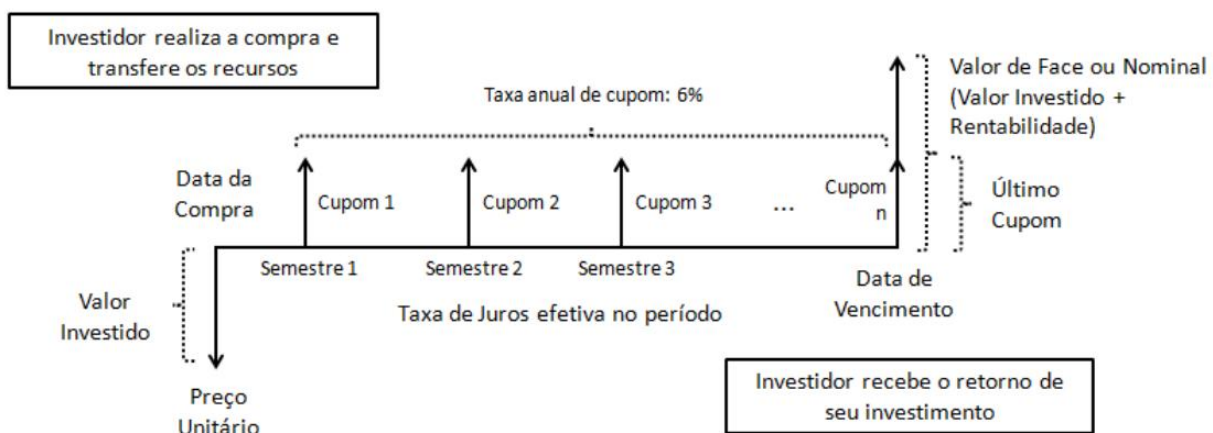 Investidor realiza a compra e
transfere os recursos
Taxa anual de cupom: 6%
Valor de Face ou Nominal
(Valor Investido +
Rentabilidade)
Data da
Compra
Cupom 1
Cupom 2
Cupom 3
...
Cupom
n
Último
Cupom
Semestre 1
Semestre 2
Semestre 3
Data de
Vencimento
Valor
Investido
Taxa de Juros efetiva no período
Preço
Unitário
Investidor recebe o retorno de
seu investimento